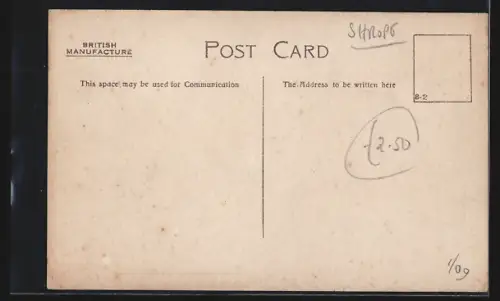 SHROPS
BRITISH
MANUFACTURE
POST CARD
This space may be used for Communication
The Address to be written here
B-2
£2-50
1/09